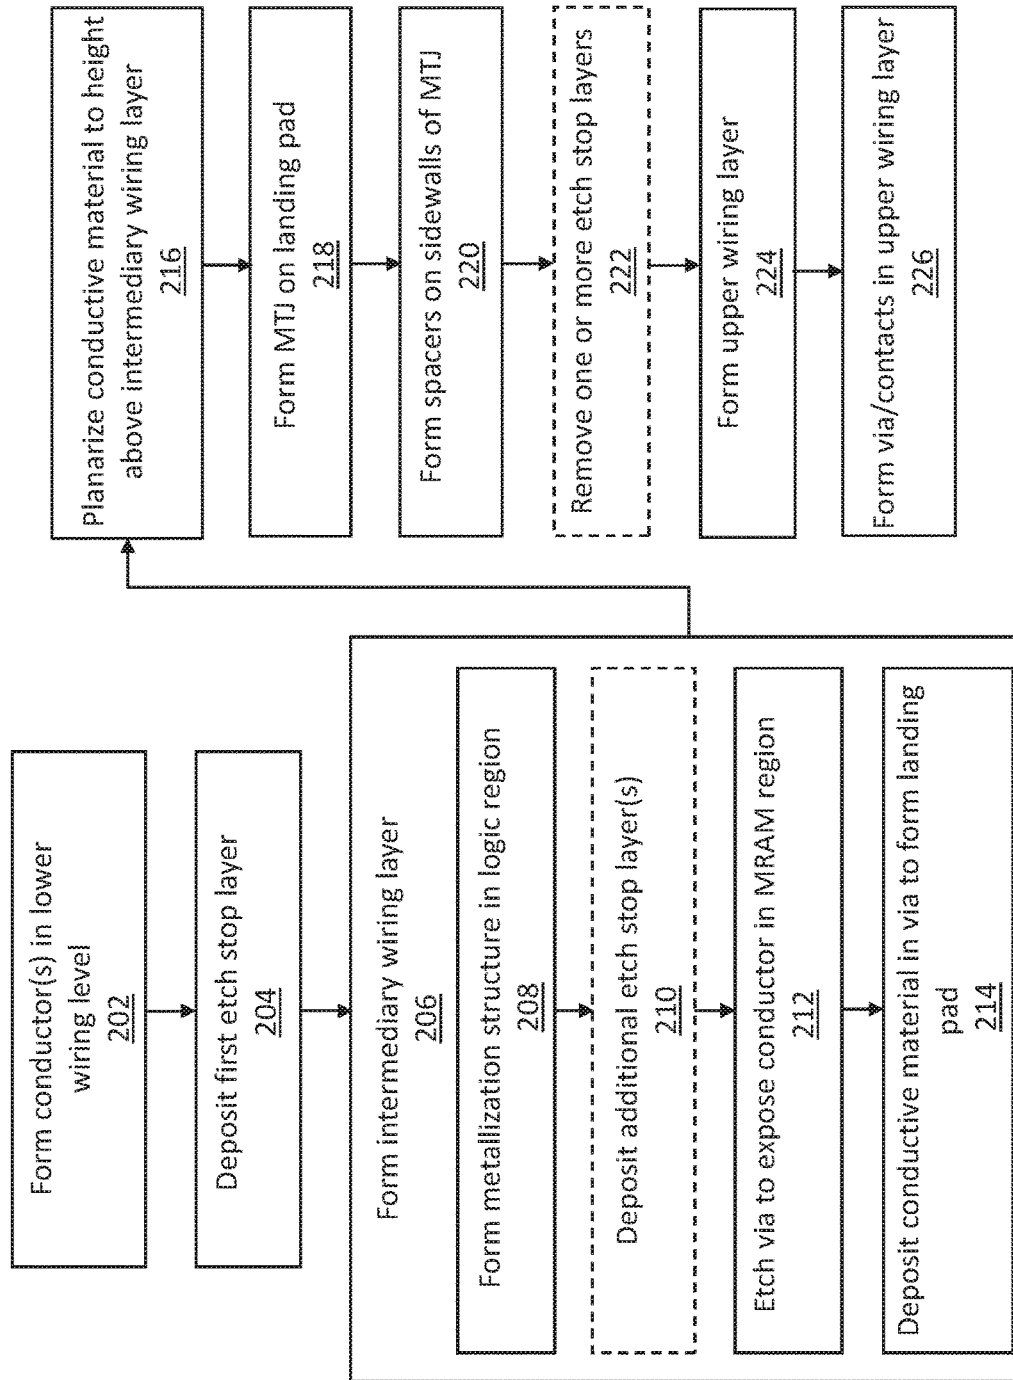 Form conductor(s) in lower
wiring level
202
Deposit first etch stop layer
204
Form intermediary wiring layer
206
Form metallization structure in logic region
208
Deposit additional etch stop layer(s)
210
Etch via to expose conductor in MRAM region
212
Deposit conductive material in via to form landing
pad
214
Planarize conductive material to height
above intermediary wiring layer
216
Form MTJ on landing pad
218
Form spacers on sidewalls of MTJ
220
Remove one or more etch stop layers
222
Form upper wiring layer
224
Form via/contacts in upper wiring layer
226